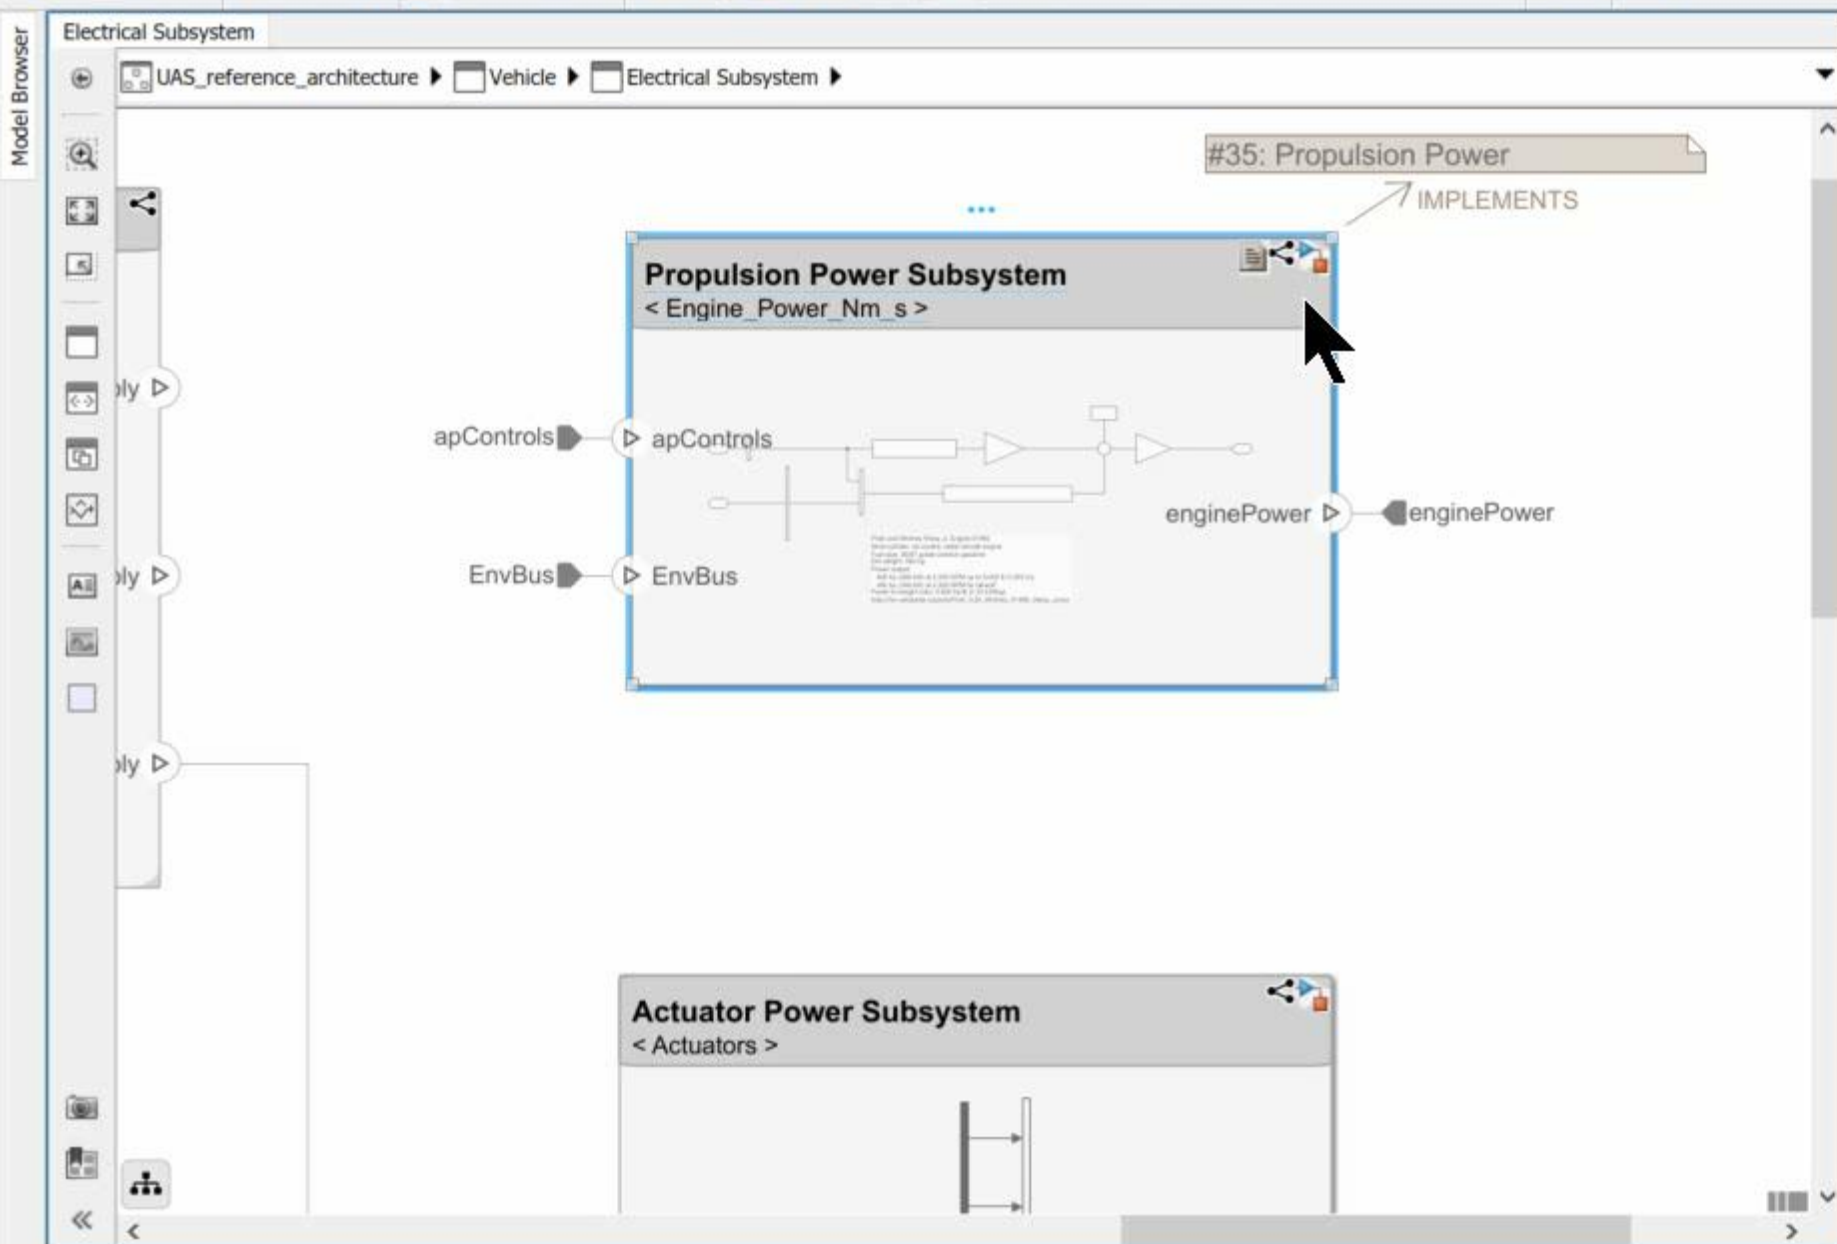 Model Browser
Electrical Subsystem
UAS_reference_architecture Vehicle Electrical Subsystem
#35: Propulsion Power
IMPLEMENTS
Propulsion Power Subsystem
< Engine_Power_Nm_s >
ply
apControls apControls
enginePower enginePower
EnvBus EnvBus
ply
ply
Actuator Power Subsystem
< Actuators >